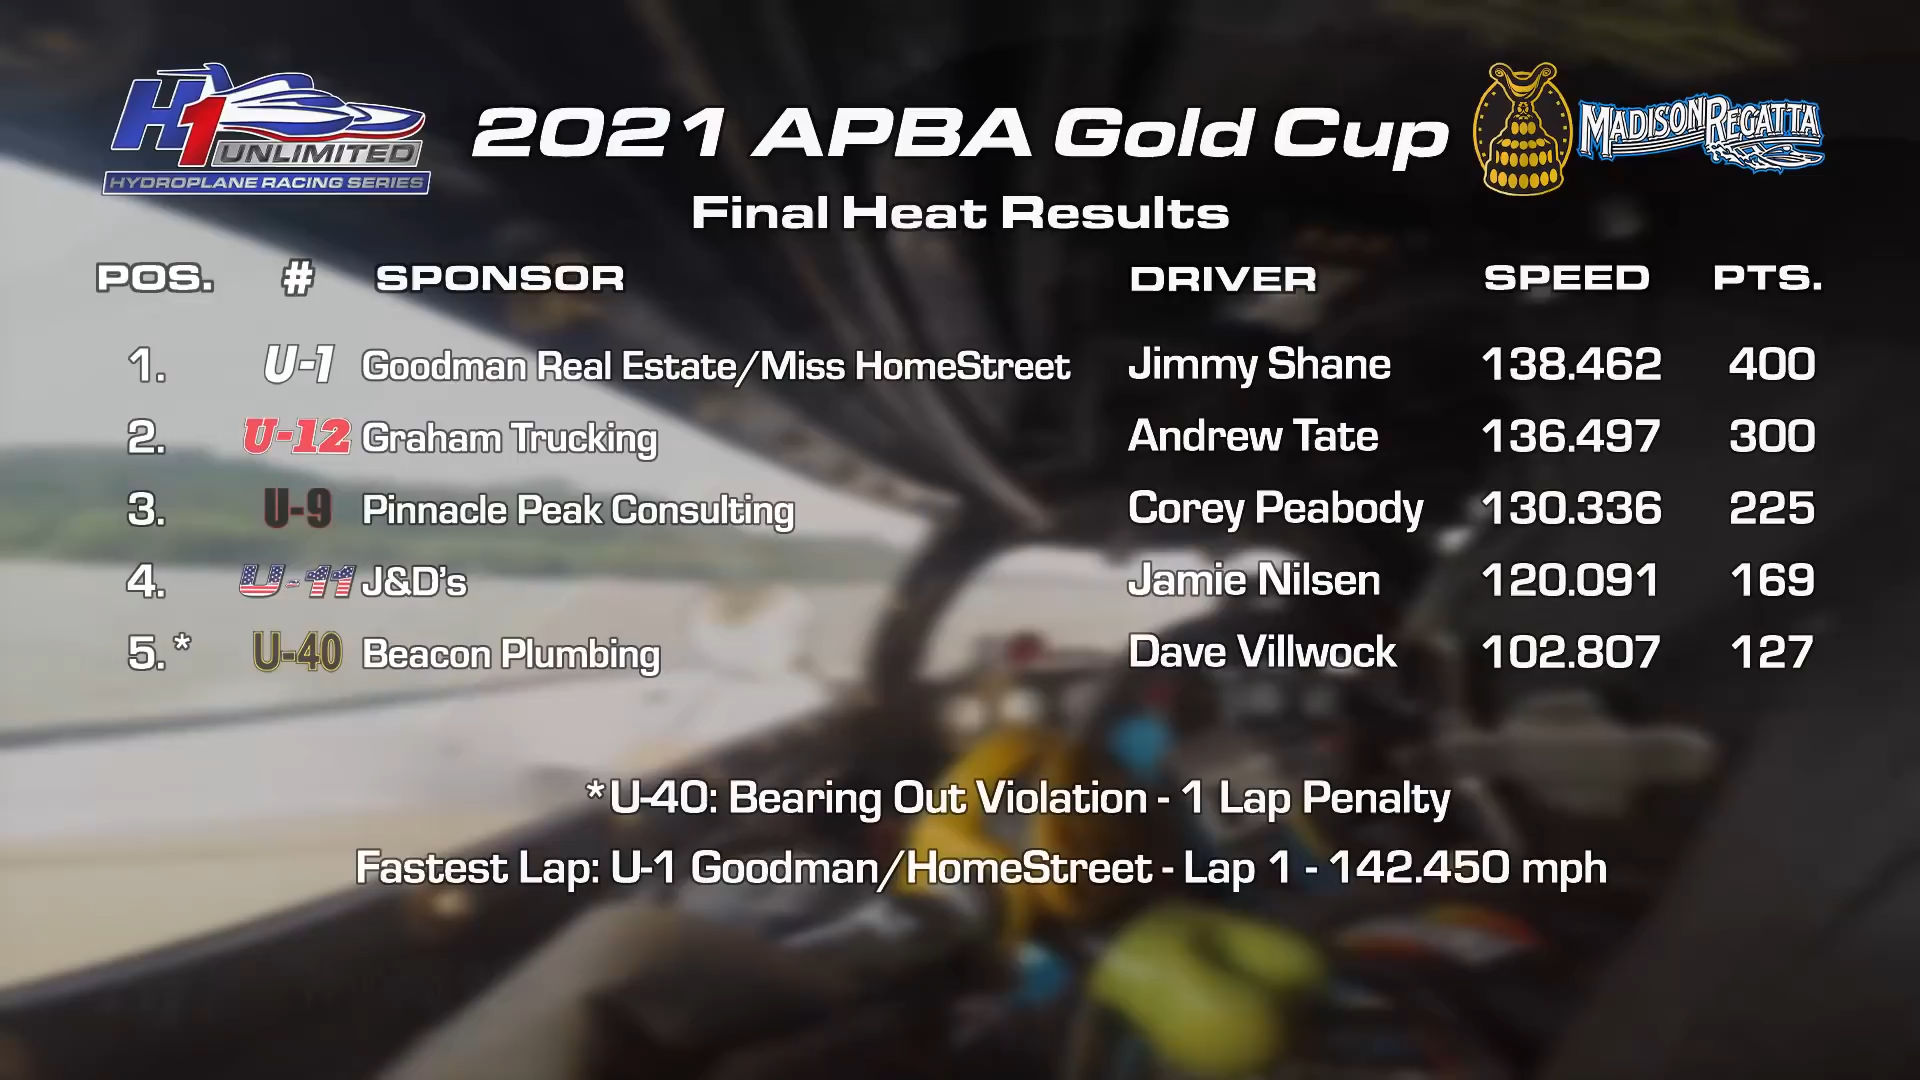 H1 UNLIMITED
HYDROPLANE RACING SERIES
2021 APBA Gold Cup
MADISON REGATTA
Final Heat Results
POS. # SPONSOR DRIVER SPEED PTS.
1. U-1 Goodman Real Estate/Miss HomeStreet Jimmy Shane 138.462 400
2. U-12 Graham Trucking Andrew Tate 136.497 300
3. U-9 Pinnacle Peak Consulting Corey Peabody 130.336 225
4. U-11 J&D's Jamie Nilsen 120.091 169
5.* U-40 Beacon Plumbing Dave Villwock 102.807 127
*U-40: Bearing Out Violation - 1 Lap Penalty
Fastest Lap: U-1 Goodman/HomeStreet - Lap 1 - 142.450 mph